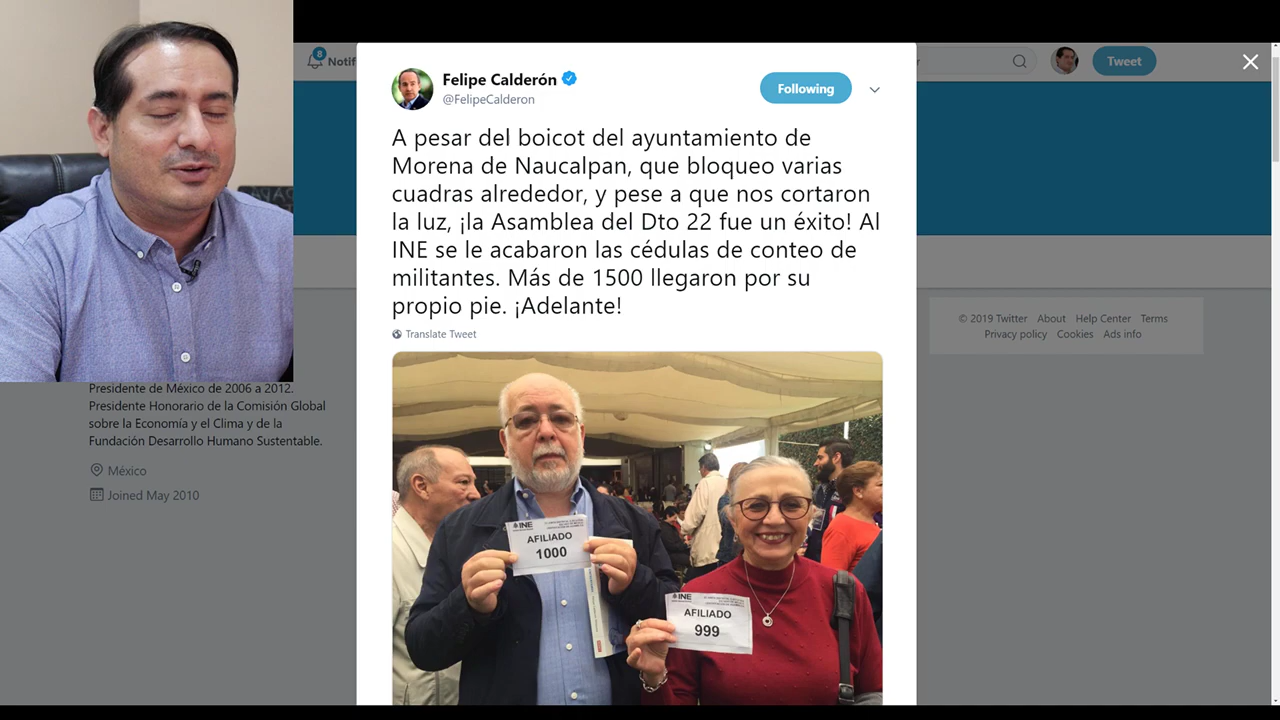 8
Notif
Tweet
Felipe Calderón
@FelipeCalderon
Following
A pesar del boicot del ayuntamiento de
Morena de Naucalpan, que bloqueo varias
cuadras alrededor, y pese a que nos cortaron
la luz, ¡la Asamblea del Dto 22 fue un éxito! Al
INE se le acabaron las cédulas de conteo de
militantes. Más de 1500 llegaron por su
propio pie. ¡Adelante!
Translate Tweet
© 2019 Twitter About Help Center Terms
Privacy policy Cookies Ads info
Presidente de México de 2006 a 2012.
Presidente Honorario de la Comisión Global
sobre la Economía y el Clima y de la
Fundación Desarrollo Humano Sustentable.
México
Joined May 2010
INE
AFILIADO
1000
INE
AFILIADO
999